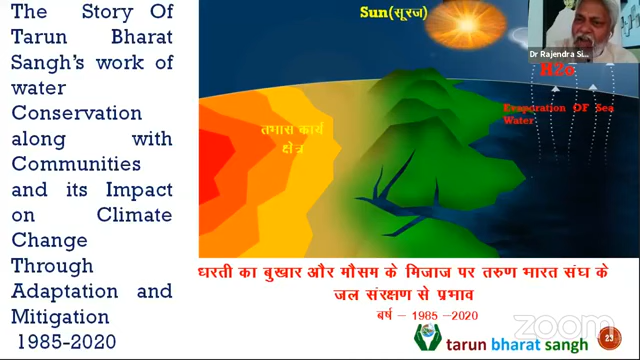 The Story Of
Tarun Bharat
Sangh's work of
water
Conservation
along with
Communities
and its Impact
on Climate
Change
Through
Adaptation and
Mitigation
1985-2020
Sun(सूरज)
Dr Rajendra Si...
H2o
Evaporation OF Sea
Water
तभास कार्य
क्षेत्र
धरती का बुखार और मौसम के मिजाज पर तरुण भारत संघ के
जल संरक्षण से प्रभाव
बर्ष – 1985 –2020
tarun bharat sangh
zoom
23